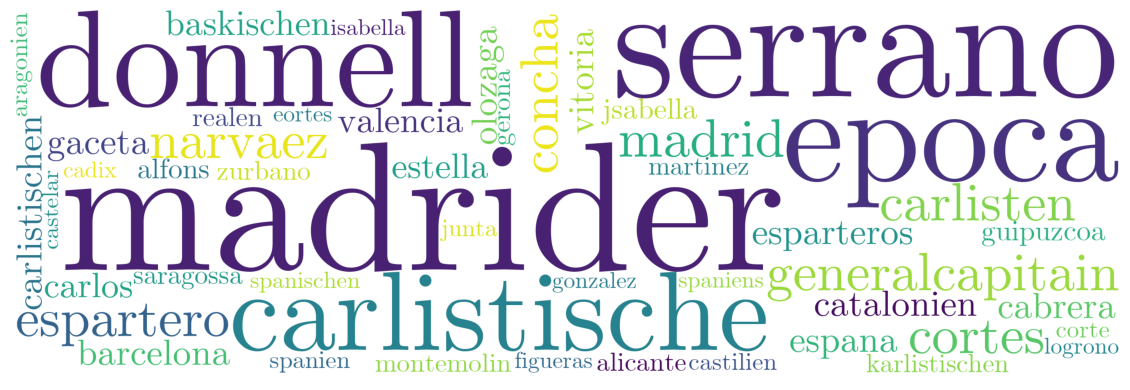 baskischen
isabella
donnell
serrano
aragonien
olozaga
gerona
concha
vitoria
jsabella
realen
eortes
valencia
gaceta
narvaez
madrid
epoca
martinez
cadix
alfons
zurbano
estella
carlistischen
castelar
madrider
junta
carlisten
esparteros
guipuzcoa
carlos
saragossa
spanischen
gonzalez
spaniens
generalcapitain
espartero
carlistische
catalonien
cabrera
barcelona
espana
cortes
corte
logrono
spanien
montemolin
figueras
alicante
castilien
karlistischen